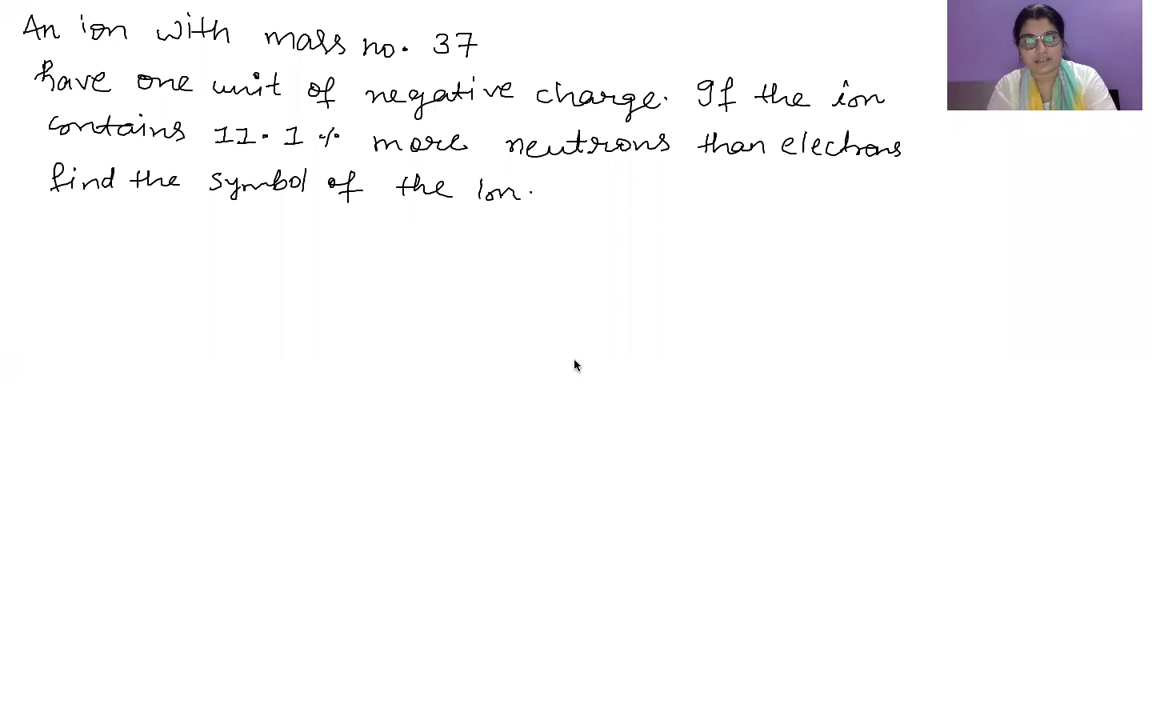 An ion with mass no. 37
have one unit of negative charge. If the ion
contains 11.1 % more neutrons than electrons
find the symbol of the Ion.